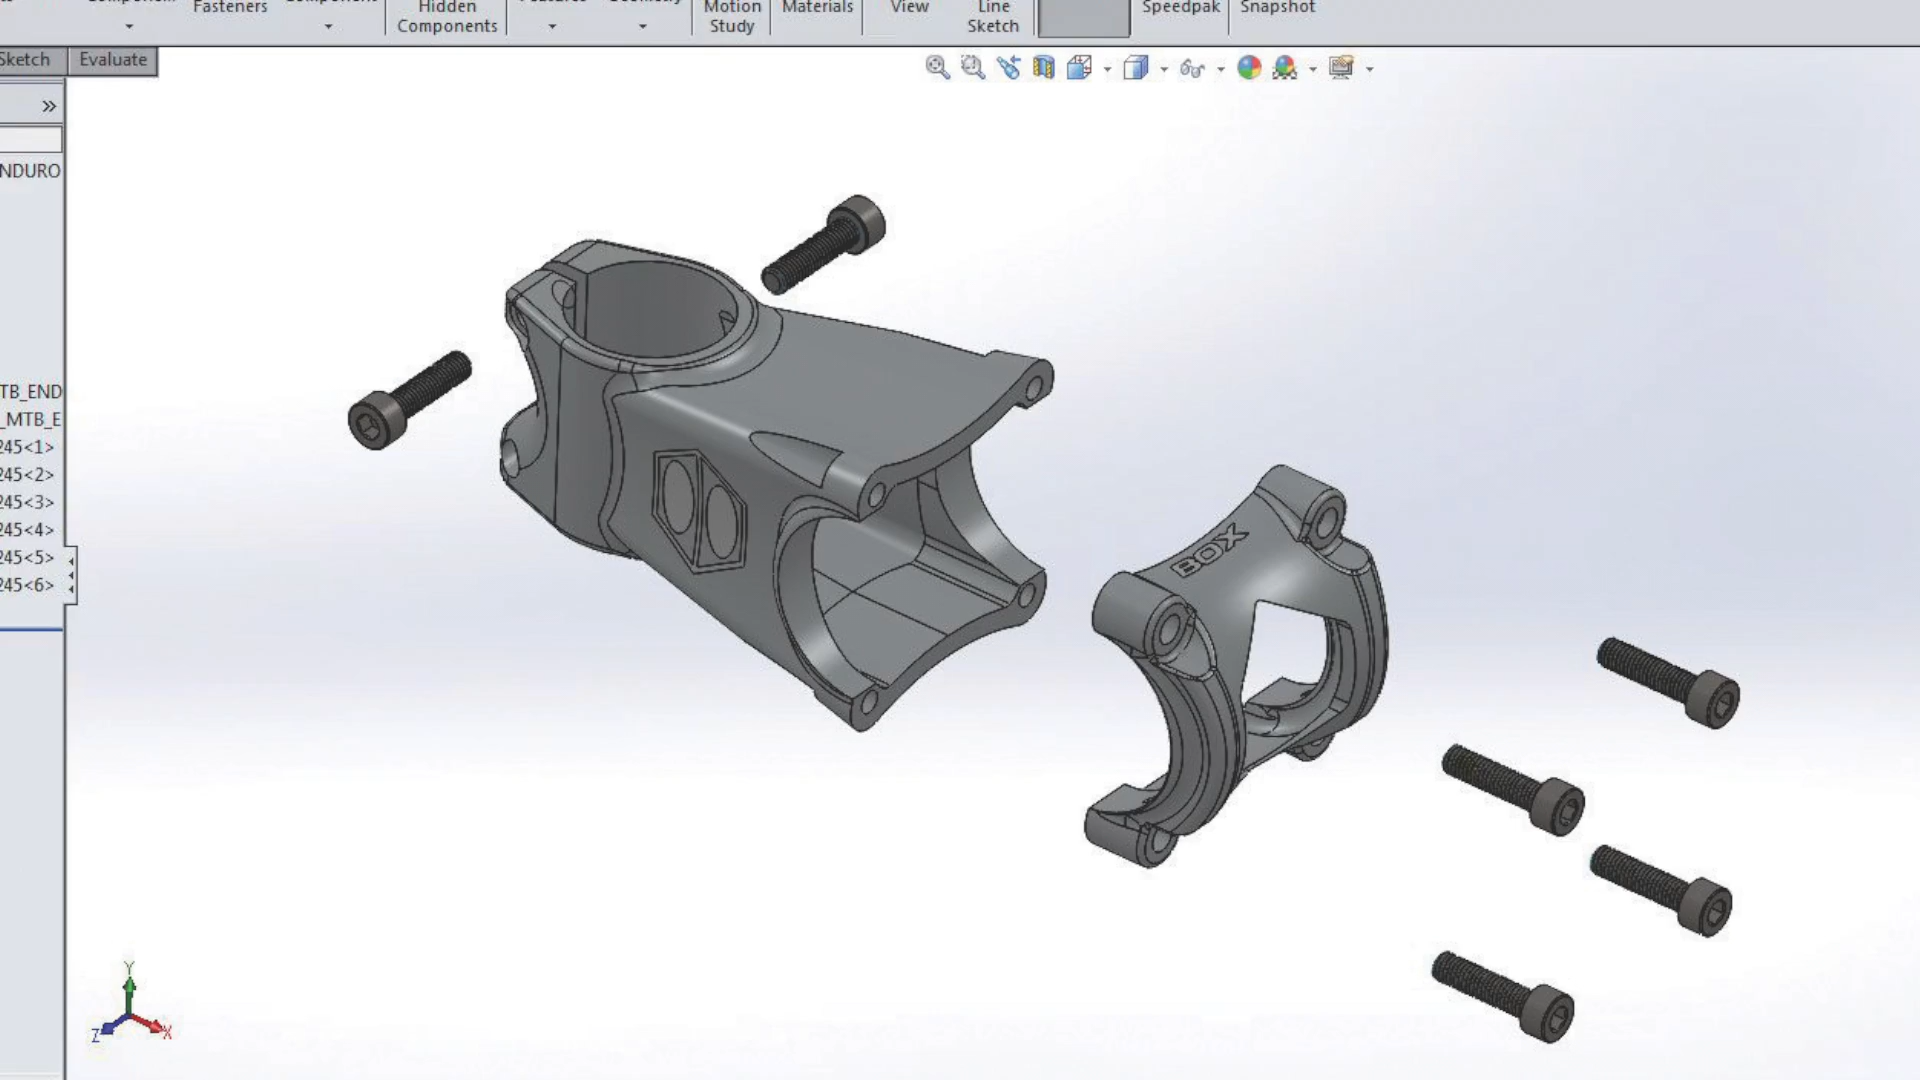 Fasteners
Hidden
Components
Motion
Study
Materials
View
Line
Sketch
Speedpak
Snapshot
Sketch
Evaluate
»
NDURO
TB_END
_MTB_E
245<1>
245<2>
245<3>
245<4>
245<5>
245<6>
BOX
Y
Z
X